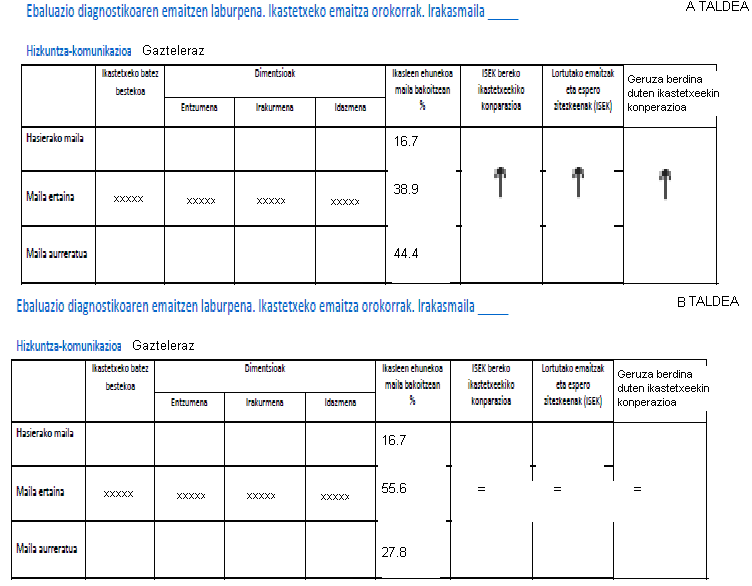 Ebaluazio diagnostikoaren emaitzen laburpena. Ikastetxeko emaitza orokorrak. Irakasmaila ____ A TALDEA
Hizkuntza-komunikazioa Gazteleraz
Ikastetxeko batez bestekoa
Dimentsioak
Entzumena Irakurmena Idazmena
Ikasleen ehunekoa maila bakoitzean %
ISEK bereko ikastetxeekiko konparazioa
Lortutako emaitzak eta espero zitezkeenak (ISEK)
Geruza berdina duten ikastetxeekin konperazioa
Hasierako maila 16.7
Maila ertaina xxxxx xxxxx xxxxx xxxxx 38.9
Maila aurreratua 44.4
Ebaluazio diagnostikoaren emaitzen laburpena. Ikastetxeko emaitza orokorrak. Irakasmaila ____ B TALDEA
Hizkuntza-komunikazioa Gazteleraz
Ikastetxeko batez bestekoa
Dimentsioak
Entzumena Irakurmena Idazmena
Ikasleen ehunekoa maila bakoitzean %
ISEK bereko ikastetxeekiko konparazioa
Lortutako emaitzak eta espero zitezkeenak (ISEK)
Geruza berdina duten ikastetxeekin konperazioa
Hasierako maila 16.7
Maila ertaina xxxxx xxxxx xxxxx xxxxx 55.6 = = =
Maila aurreratua 27.8